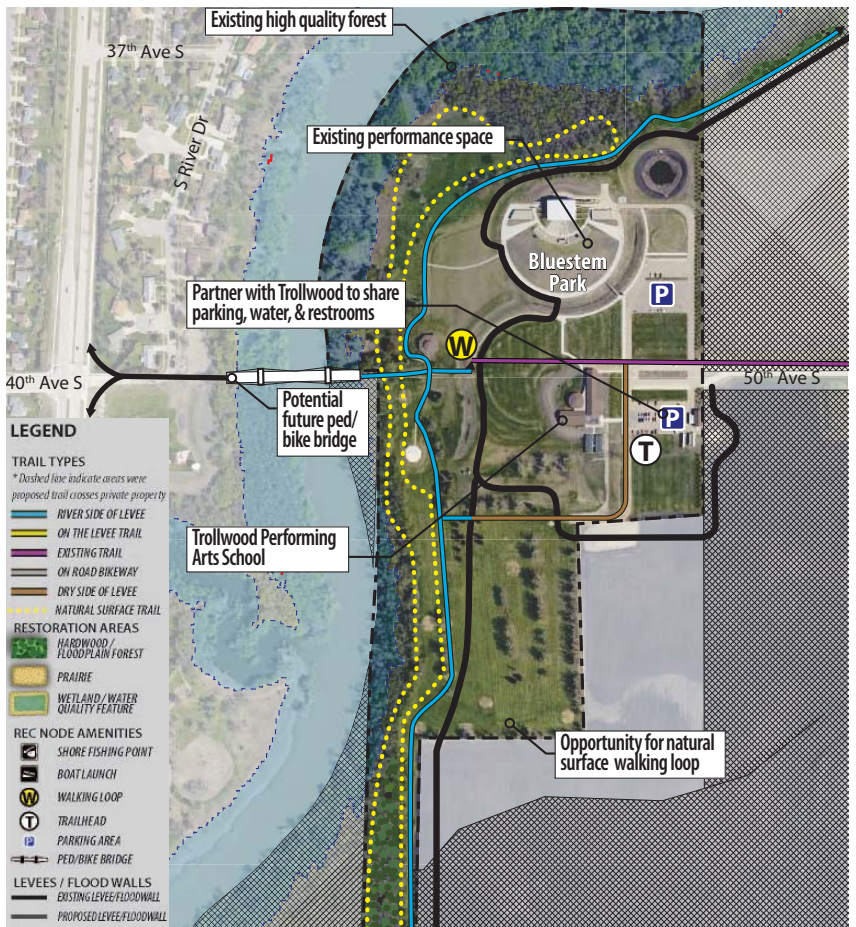 Existing high quality forest
37th Ave S
S River Dr
Existing performance space
Bluestem
Park
P
Partner with Trollwood to share
parking, water, & restrooms
W
40th Ave S
50th Ave S
Potential
future ped/
bike bridge
P
T
Trollwood Performing
Arts School
Opportunity for natural
surface walking loop
LEGEND
TRAIL TYPES
* Dashed line indicate areas were
proposed trail crosses private property
RIVER SIDE OF LEVEE
ON THE LEVEE TRAIL
EXISTING TRAIL
ON ROAD BIKEWAY
DRY SIDE OF LEVEE
NATURAL SURFACE TRAIL
RESTORATION AREAS
HARDWOOD /
FLOODPLAIN FOREST
PRAIRIE
WETLAND / WATER
QUALITY FEATURE
REC NODE AMENITIES
SHORE FISHING POINT
BOAT LAUNCH
W WALKING LOOP
T TRAILHEAD
P PARKING AREA
PED/BIKE BRIDGE
LEVEES / FLOOD WALLS
EXISTING LEVEE/FLOODWALL
PROPOSED LEVEE/FLOODWALL